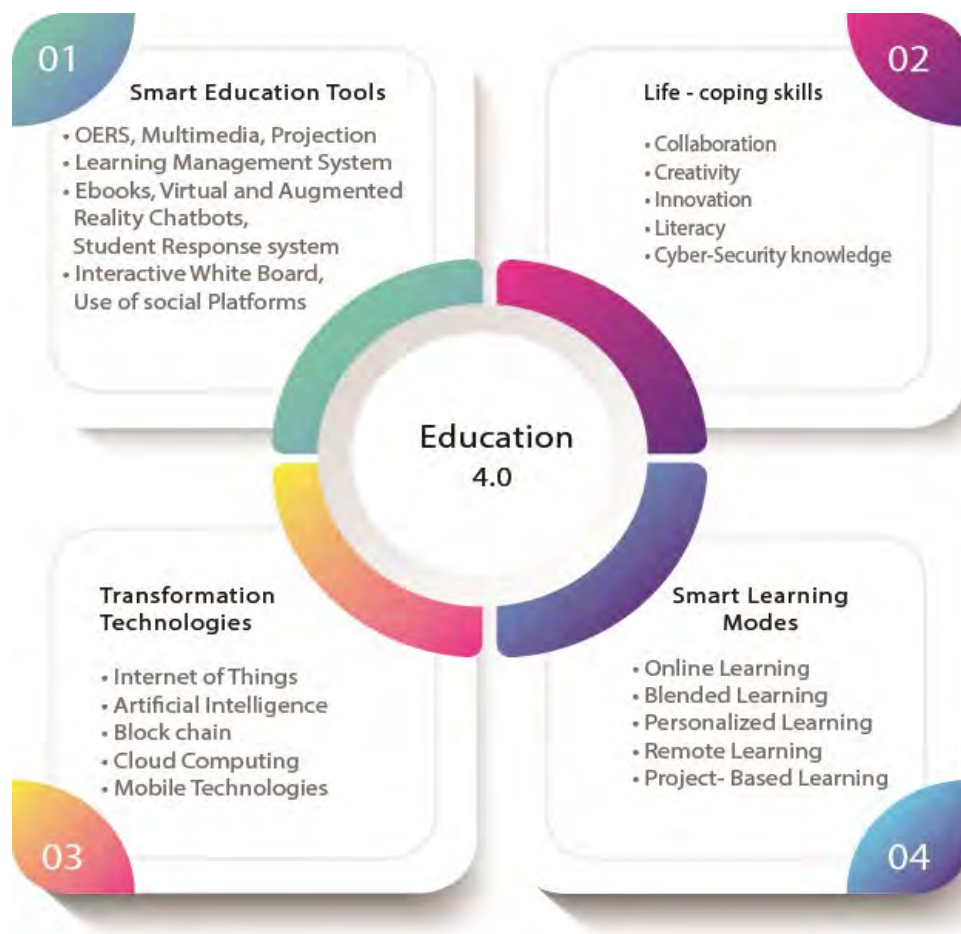 01
Smart Education Tools
• OERS, Multimedia, Projection
• Learning Management System
• Ebooks, Virtual and Augmented
Reality Chatbots,
Student Response system
• Interactive White Board,
Use of social Platforms
02
Life - coping skills
• Collaboration
• Creativity
• Innovation
• Literacy
• Cyber-Security knowledge
Education
4.0
Transformation
Technologies
• Internet of Things
• Artificial Intelligence
• Block chain
• Cloud Computing
• Mobile Technologies
03
Smart Learning
Modes
• Online Learning
• Blended Learning
• Personalized Learning
• Remote Learning
• Project- Based Learning
04